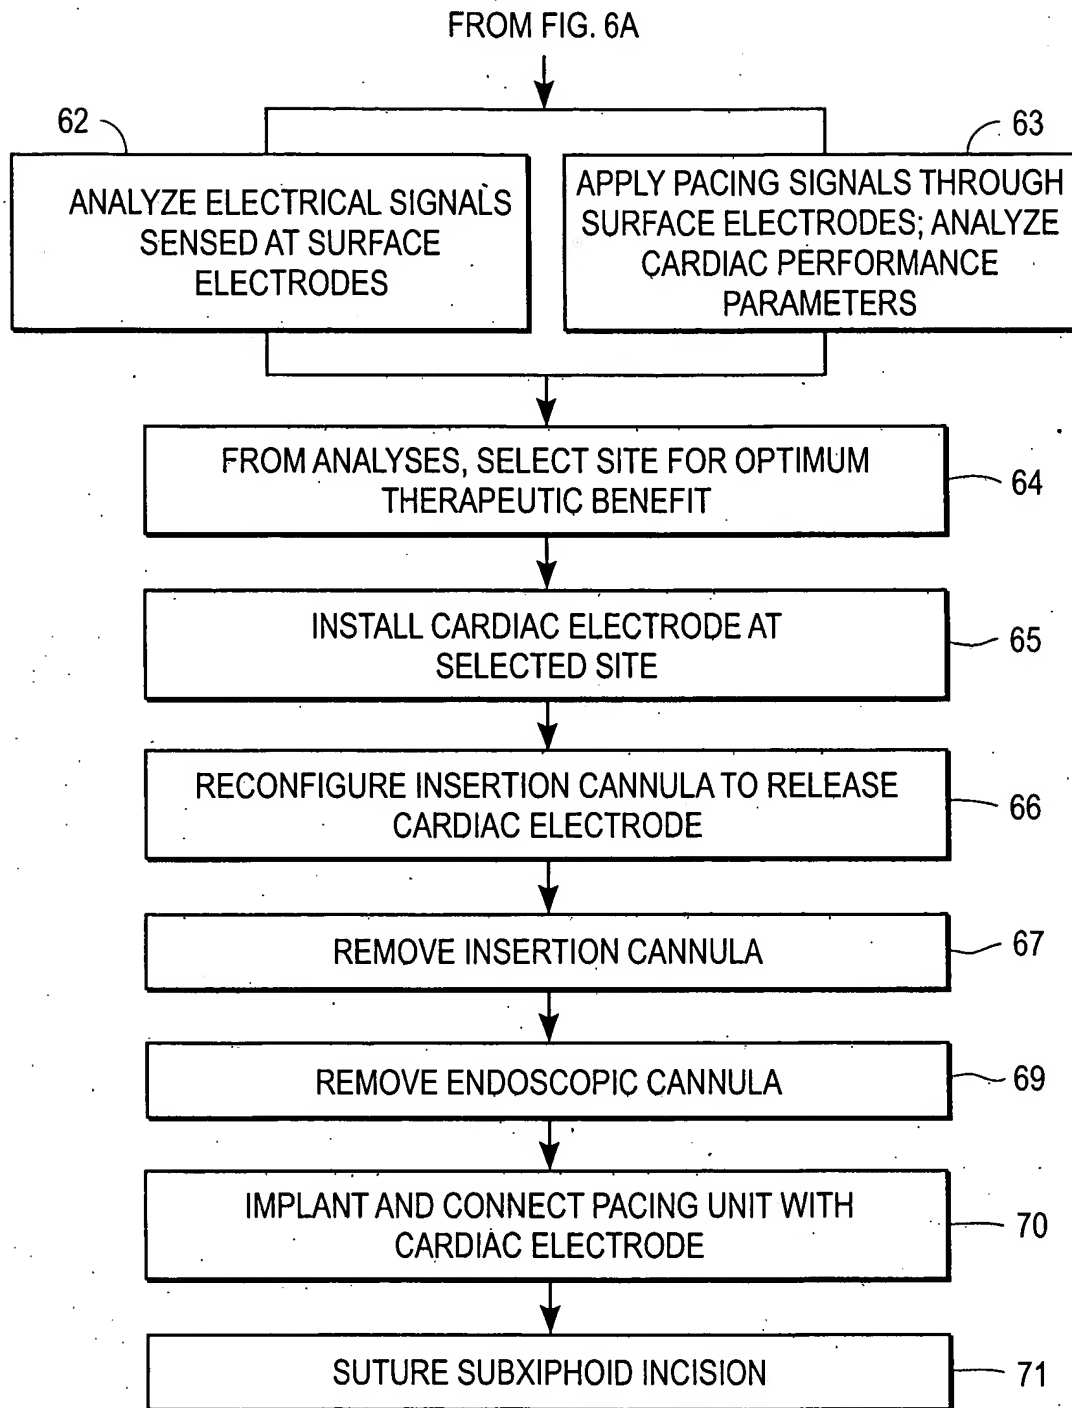 FROM FIG. 6A
62
63
ANALYZE ELECTRICAL SIGNALS
SENSED AT SURFACE
ELECTRODES
APPLY PACING SIGNALS THROUGH
SURFACE ELECTRODES; ANALYZE
CARDIAC PERFORMANCE
PARAMETERS
FROM ANALYSES, SELECT SITE FOR OPTIMUM
THERAPEUTIC BENEFIT
64
INSTALL CARDIAC ELECTRODE AT
SELECTED SITE
65
RECONFIGURE INSERTION CANNULA TO RELEASE
CARDIAC ELECTRODE
66
REMOVE INSERTION CANNULA
67
REMOVE ENDOSCOPIC CANNULA
69
IMPLANT AND CONNECT PACING UNIT WITH
CARDIAC ELECTRODE
70
SUTURE SUBXIPHOID INCISION
71